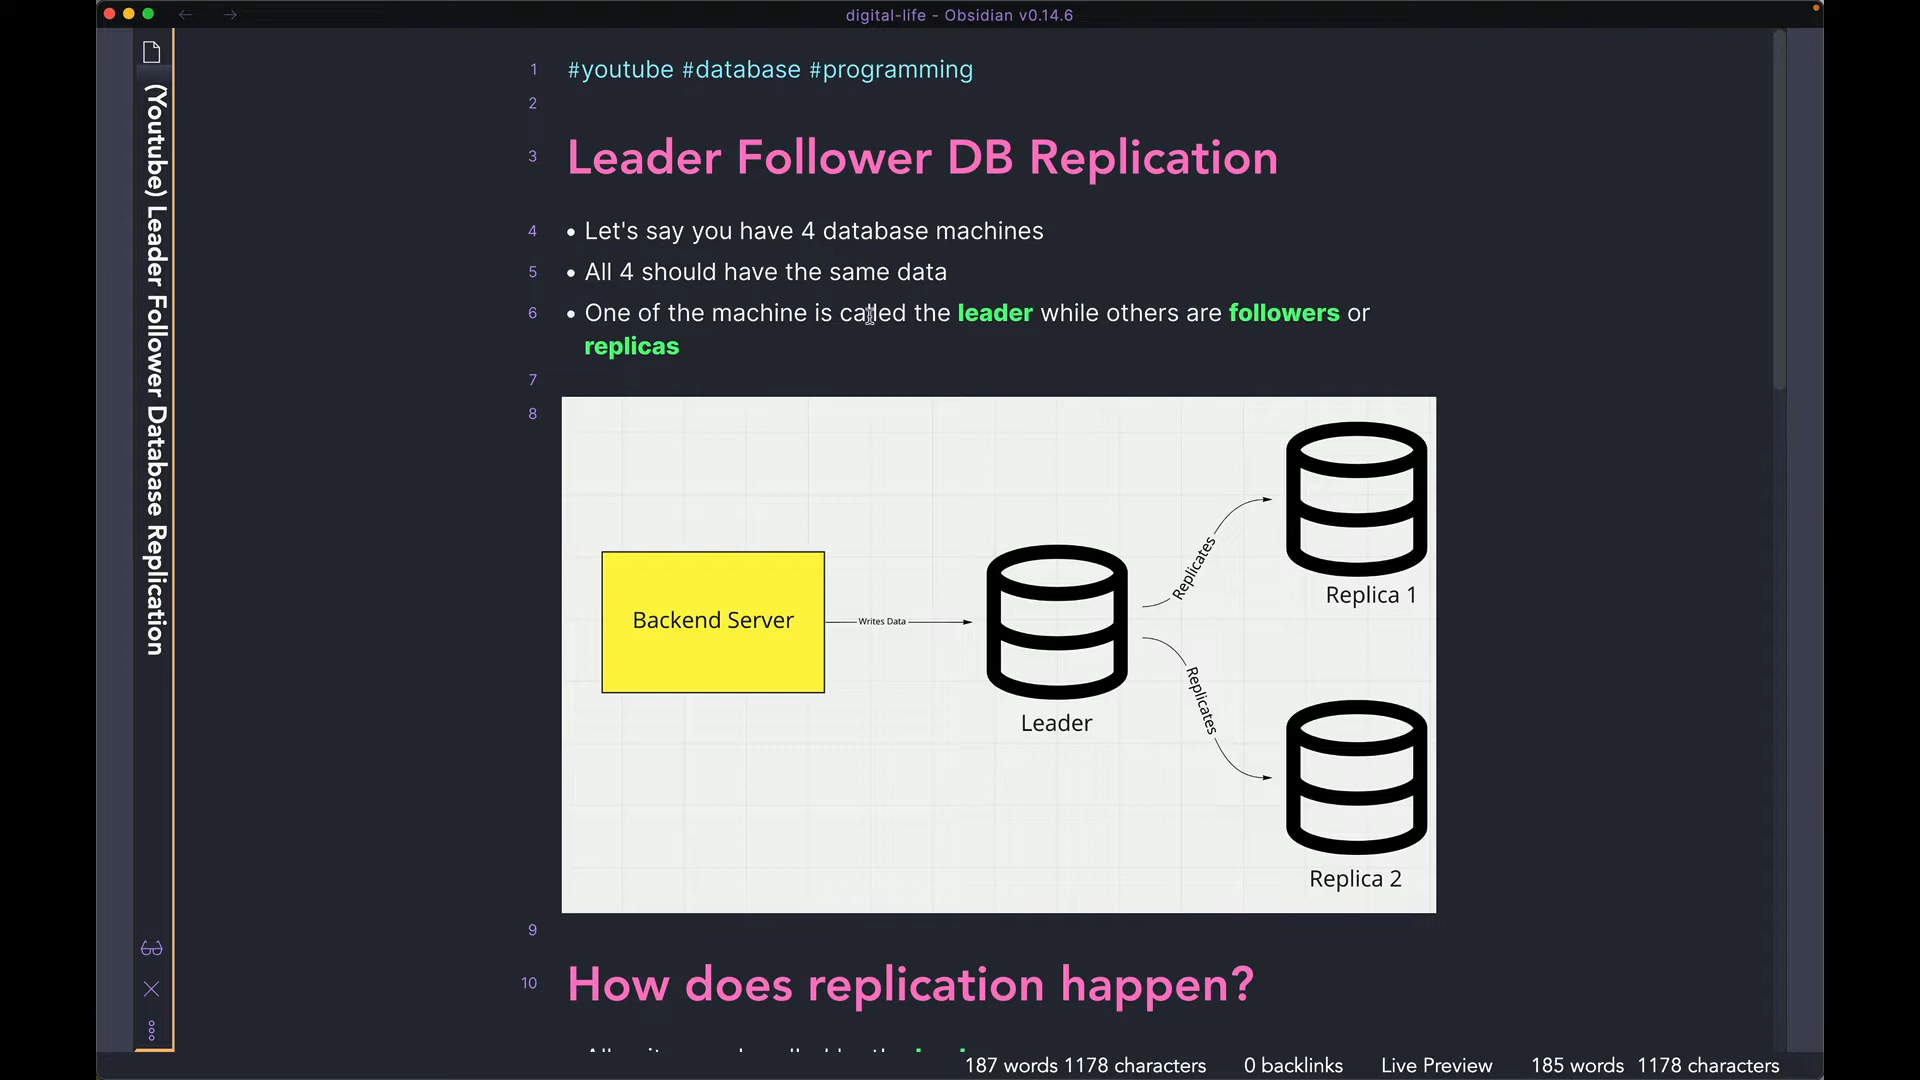 digital-life - Obsidian v0.14.6
(Youtube) Leader Follower Database Replication
1 #youtube #database #programming
2
3 Leader Follower DB Replication
4 • Let's say you have 4 database machines
5 • All 4 should have the same data
6 • One of the machine is called the leader while others are followers or
replicas
7
8
Backend Server
Writes Data
Leader
Replicates
Replica 1
Replicates
Replica 2
9
10 How does replication happen?
187 words 1178 characters 0 backlinks Live Preview 185 words 1178 characters